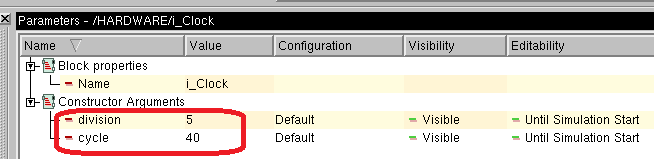 Parameters - /HARDWARE/i_Clock
Name Value Configuration Visibility Editability
Block properties
Name i_Clock
Constructor Arguments
division 5 Default Visible Until Simulation Start
cycle 40 Default Visible Until Simulation Start